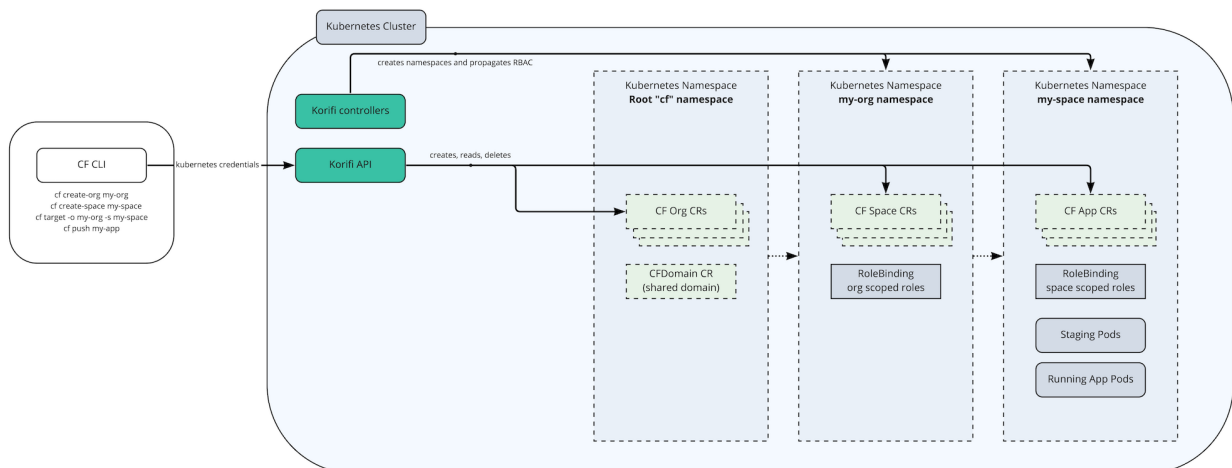 Kubernetes Cluster
creates namespaces and propagates RBAC
Korifi controllers
CF CLI
kubernetes credentials
Korifi API
creates, reads, deletes
cf create-org my-org
cf create-space my-space
cf target -o my-org -s my-space
cf push my-app
Kubernetes Namespace
Root "cf" namespace
CF Org CRs
CFDomain CR
(shared domain)
Kubernetes Namespace
my-org namespace
CF Space CRs
RoleBinding
org scoped roles
Kubernetes Namespace
my-space namespace
CF App CRs
RoleBinding
space scoped roles
Staging Pods
Running App Pods